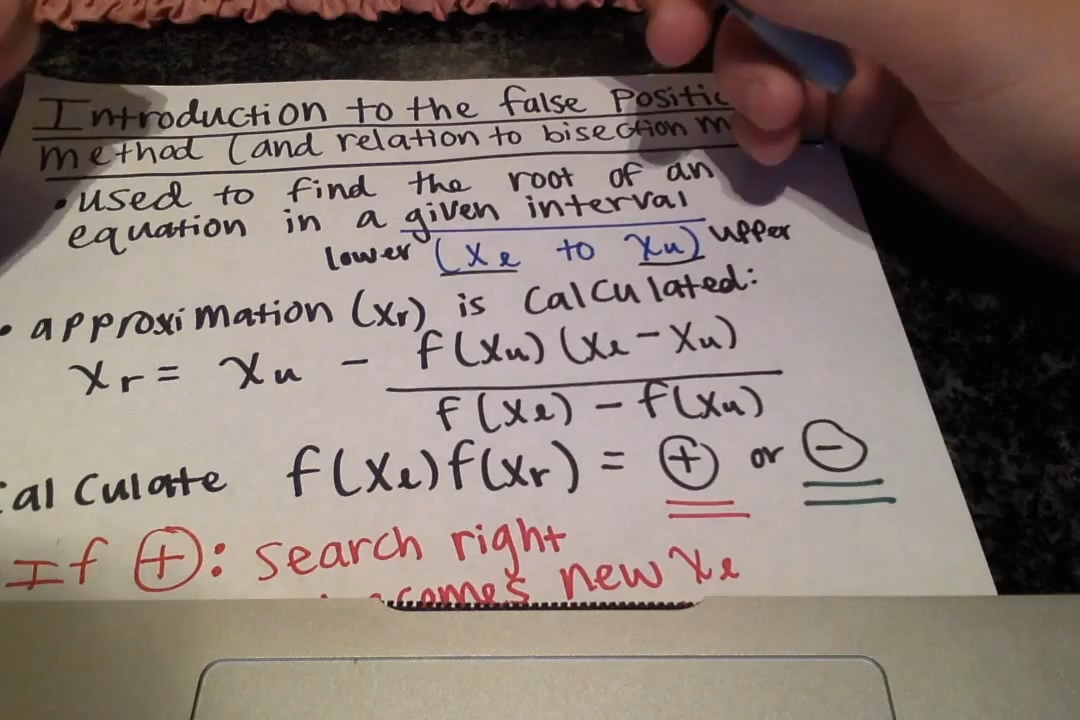 Introduction to the false positic
method (and relation to bisection m
• used to find the root of an
equation in a given interval
lower (xℓ to xu) upper
• approximation (xr) is calculated:
xr = xu - f(xu)(xℓ - xu)
f(xℓ) - f(xu)
alculate f(xℓ)f(xr) = ⊕ or ⊖
If ⊕: search right
comes new xℓ